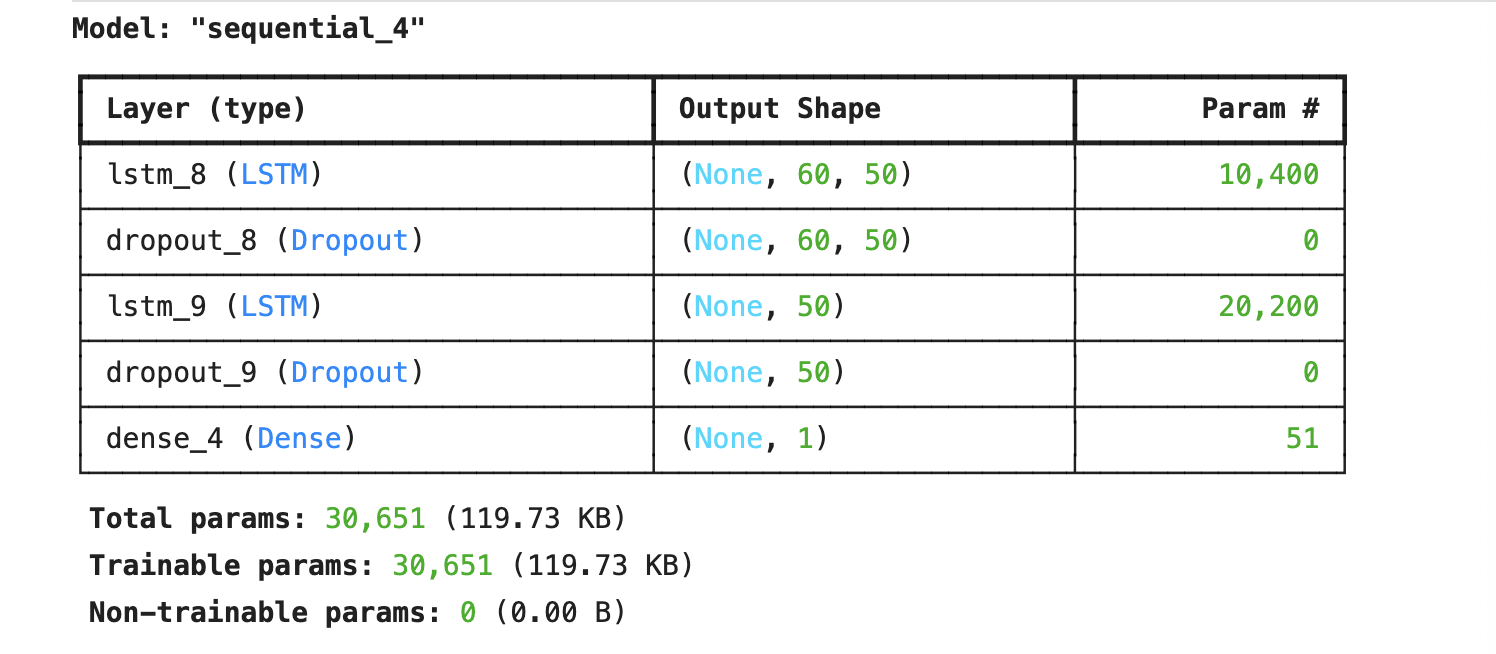 Model: "sequential_4"
Layer (type) Output Shape Param #
lstm_8 (LSTM) (None, 60, 50) 10,400
dropout_8 (Dropout) (None, 60, 50) 0
lstm_9 (LSTM) (None, 50) 20,200
dropout_9 (Dropout) (None, 50) 0
dense_4 (Dense) (None, 1) 51
Total params: 30,651 (119.73 KB)
Trainable params: 30,651 (119.73 KB)
Non-trainable params: 0 (0.00 B)